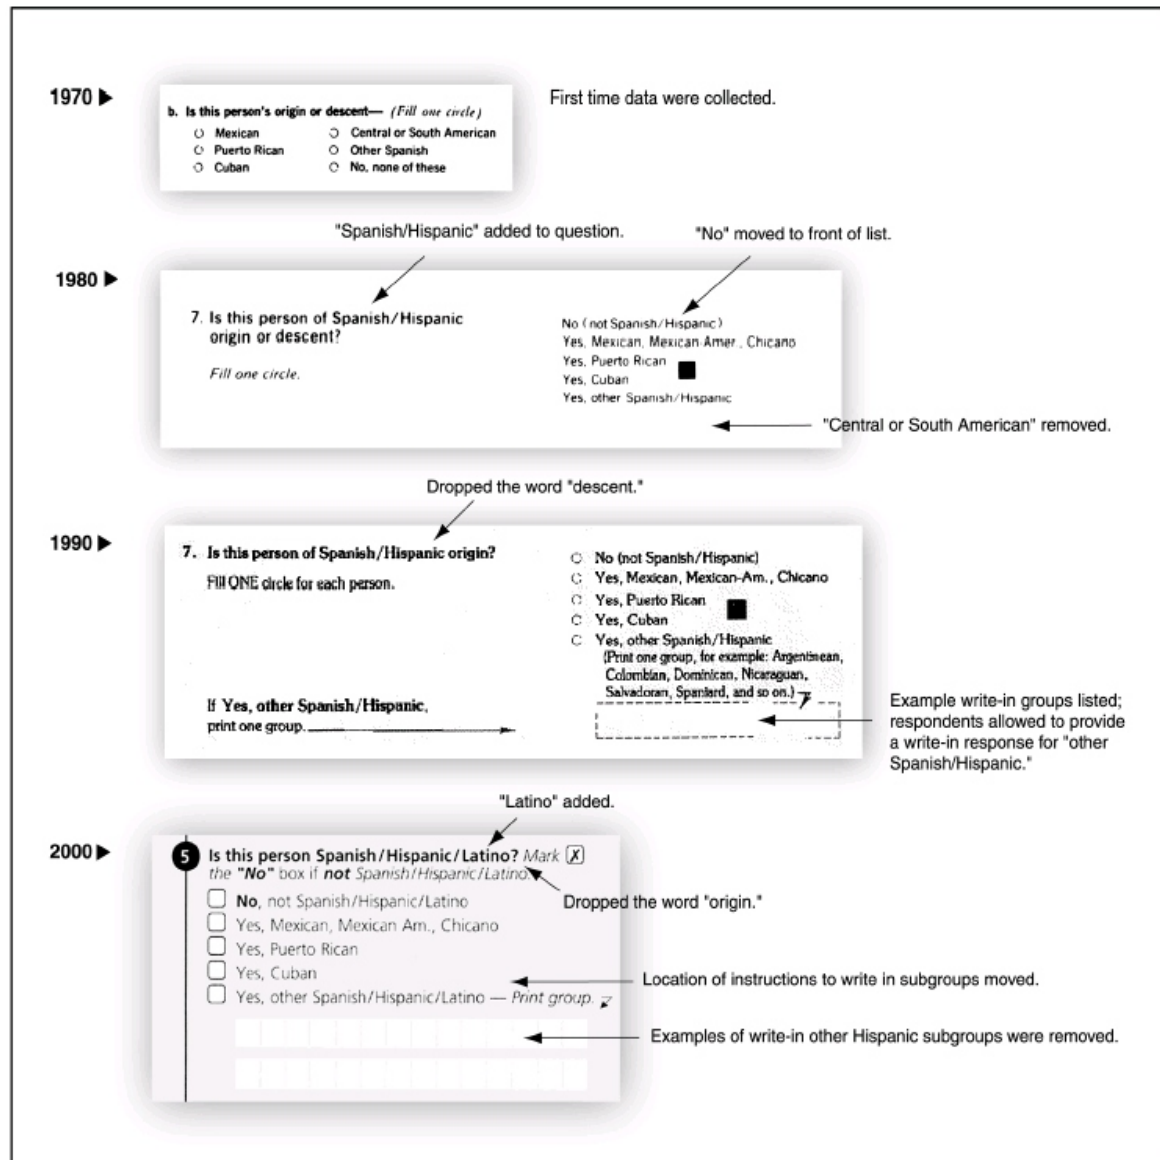 1970 ▶
First time data were collected.
b. Is this person's origin or descent— (Fill one circle)
Mexican
Puerto Rican
Cuban
Central or South American
Other Spanish
No, none of these
"Spanish/Hispanic" added to question.
"No" moved to front of list.
1980 ▶
7. Is this person of Spanish/Hispanic
origin or descent?
Fill one circle.
No (not Spanish/Hispanic)
Yes, Mexican, Mexican-Amer., Chicano
Yes, Puerto Rican
Yes, Cuban
Yes, other Spanish/Hispanic
"Central or South American" removed.
Dropped the word "descent."
1990 ▶
7. Is this person of Spanish/Hispanic origin?
Fill ONE circle for each person.
If Yes, other Spanish/Hispanic,
print one group.
No (not Spanish/Hispanic)
Yes, Mexican, Mexican-Am., Chicano
Yes, Puerto Rican
Yes, Cuban
Yes, other Spanish/Hispanic
(Print one group, for example: Argentinean,
Colombian, Dominican, Nicaraguan,
Salvadoran, Spaniard, and so on.)
Example write-in groups listed;
respondents allowed to provide
a write-in response for "other
Spanish/Hispanic."
"Latino" added.
2000 ▶
5 Is this person Spanish/Hispanic/Latino? Mark X
the "No" box if not Spanish/Hispanic/Latino.
No, not Spanish/Hispanic/Latino
Yes, Mexican, Mexican Am., Chicano
Yes, Puerto Rican
Yes, Cuban
Yes, other Spanish/Hispanic/Latino — Print group.
Dropped the word "origin."
Location of instructions to write in subgroups moved.
Examples of write-in other Hispanic subgroups were removed.